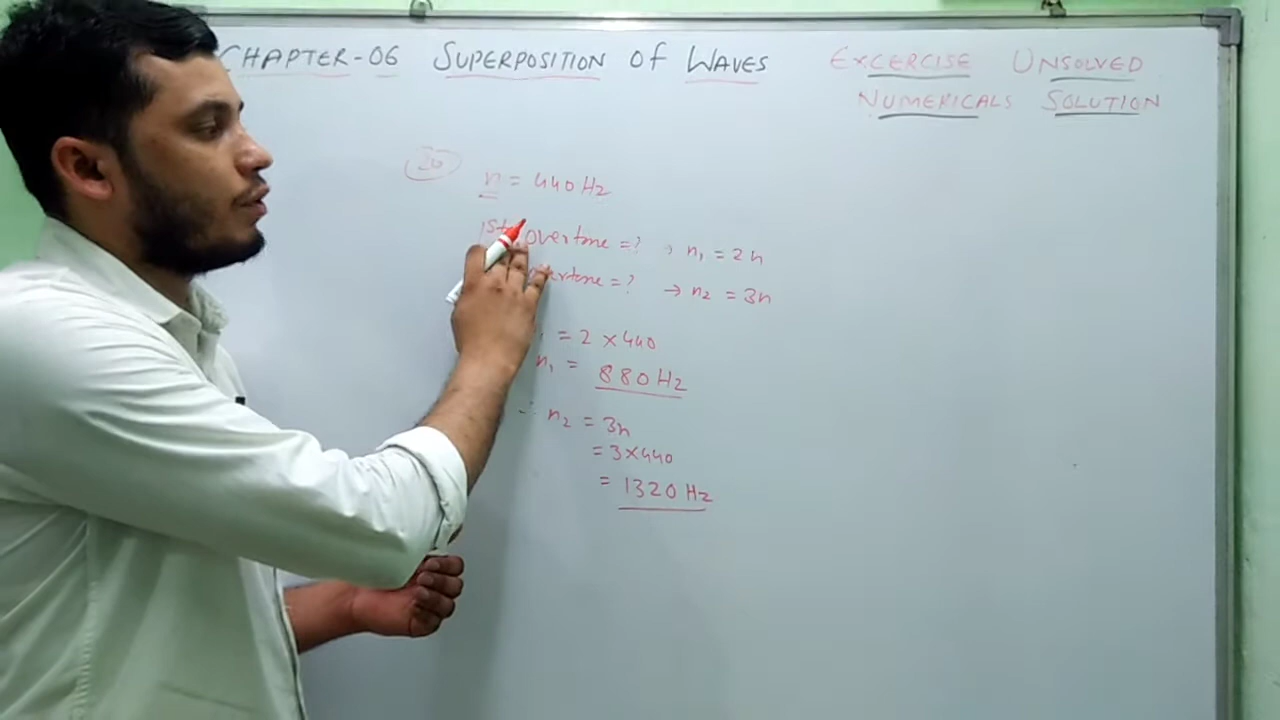 CHAPTER-06 SUPERPOSITION OF WAVES
EXCERCISE UNSOLVED
NUMERICALS SOLUTION
26
n = 440 Hz
1st overtone = ? → n₁ = 2n
= ? → n₂ = 3n
= 2 × 440
n₁ = 880 Hz
∴ n₂ = 3n
= 3 × 440
= 1320 Hz